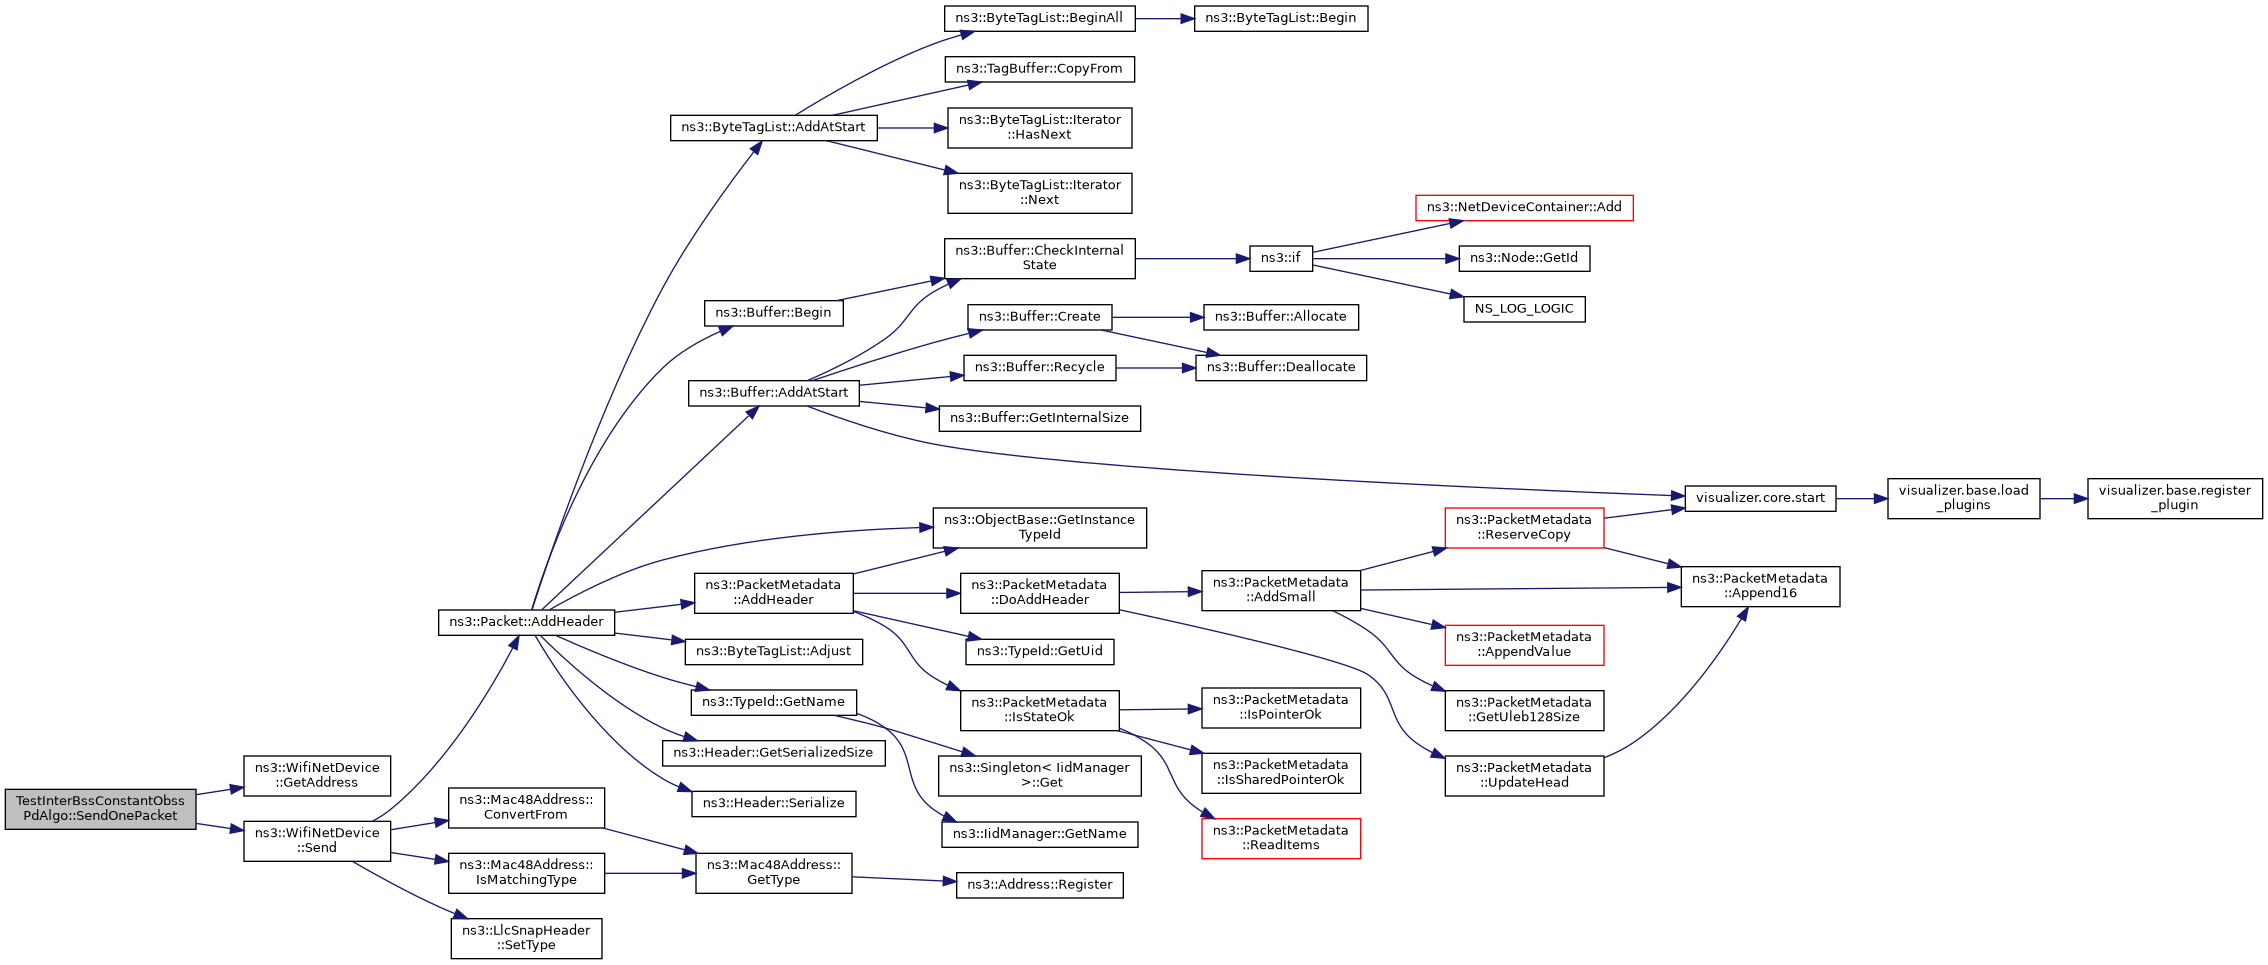 ns3::ByteTagList::BeginAll
ns3::ByteTagList::Begin
ns3::TagBuffer::CopyFrom
ns3::ByteTagList::AddAtStart
ns3::ByteTagList::Iterator
::HasNext
ns3::ByteTagList::Iterator
::Next
ns3::NetDeviceContainer::Add
ns3::Buffer::CheckInternal
State
ns3::if
ns3::Node::GetId
NS_LOG_LOGIC
ns3::Buffer::Begin
ns3::Buffer::Create
ns3::Buffer::Allocate
ns3::Buffer::Recycle
ns3::Buffer::Deallocate
ns3::Buffer::AddAtStart
ns3::Buffer::GetInternalSize
visualizer.core.start
visualizer.base.load
_plugins
visualizer.base.register
_plugin
ns3::ObjectBase::GetInstance
TypeId
ns3::PacketMetadata
::ReserveCopy
ns3::PacketMetadata
::AddHeader
ns3::PacketMetadata
::DoAddHeader
ns3::PacketMetadata
::AddSmall
ns3::PacketMetadata
::Append16
ns3::Packet::AddHeader
ns3::ByteTagList::Adjust
ns3::TypeId::GetUid
ns3::PacketMetadata
::AppendValue
ns3::TypeId::GetName
ns3::PacketMetadata
::IsStateOk
ns3::PacketMetadata
::IsPointerOk
ns3::PacketMetadata
::GetUleb128Size
ns3::Header::GetSerializedSize
ns3::Singleton< IidManager
>::Get
ns3::PacketMetadata
::IsSharedPointerOk
ns3::PacketMetadata
::UpdateHead
ns3::WifiNetDevice
::GetAddress
TestInterBssConstantObss
PdAlgo::SendOnePacket
ns3::Mac48Address::
ConvertFrom
ns3::Header::Serialize
ns3::WifiNetDevice
::Send
ns3::IidManager::GetName
ns3::PacketMetadata
::ReadItems
ns3::Mac48Address::
IsMatchingType
ns3::Mac48Address::
GetType
ns3::Address::Register
ns3::LlcSnapHeader
::SetType